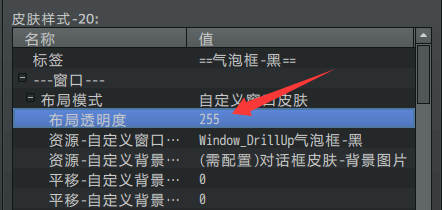 皮肤样式-20:
名称 值
标签 ==气泡框-黑==
---窗口---
布局模式 自定义窗口皮肤
布局透明度 255
资源-自定义窗口… Window_DrillUp气泡框-黑
资源-自定义背景… (需配置)对话框皮肤-背景图片
平移-自定义背景… 0
平移-自定义背景… 0